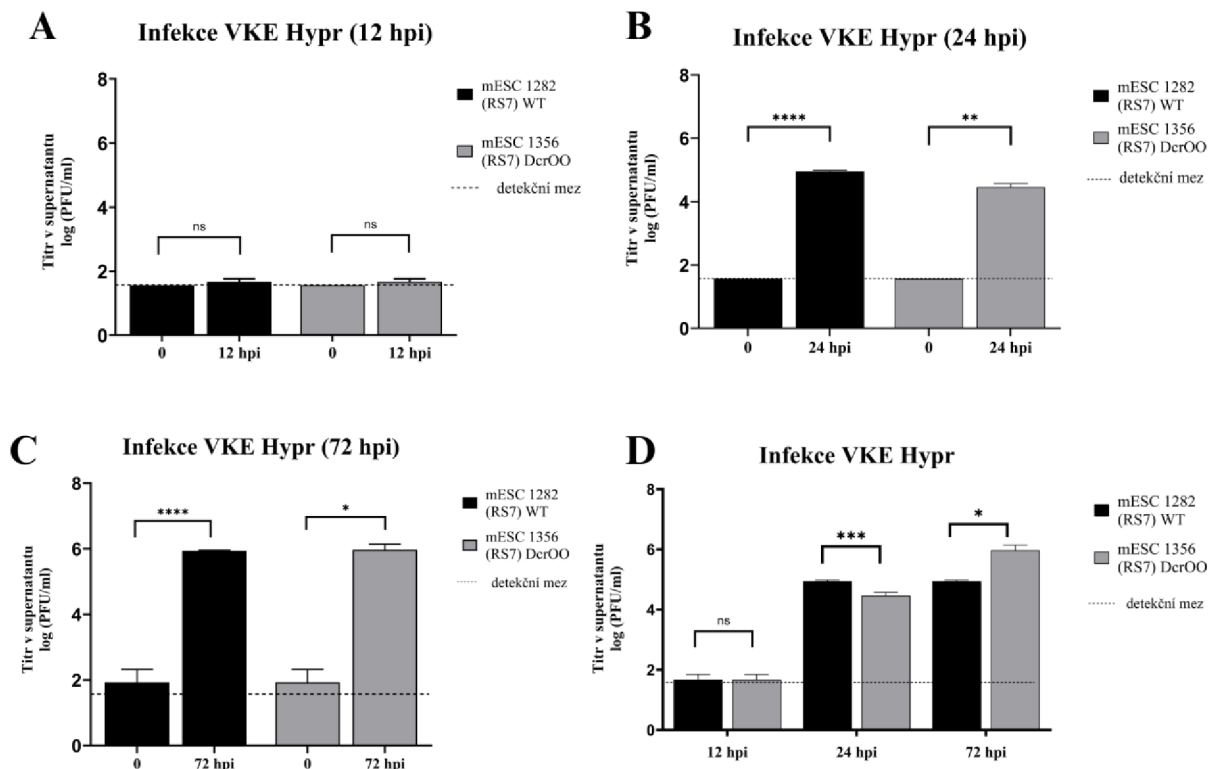 A
Infekce VKE Hypr (12 hpi)
Titr v supernatantu
log (PFU/ml)
8
6
4
2
0
ns
ns
0
12 hpi
0
12 hpi
mESC 1282
(RS7) WT
mESC 1356
(RS7) DcrOO
detekční mez
B
Infekce VKE Hypr (24 hpi)
Titr v supernatantu
log (PFU/ml)
8
6
4
2
0
****
**
0
24 hpi
0
24 hpi
mESC 1282
(RS7) WT
mESC 1356
(RS7) DcrOO
detekční mez
C
Infekce VKE Hypr (72 hpi)
Titr v supernatantu
log (PFU/ml)
8
6
4
2
0
****
*
0
72 hpi
0
72 hpi
mESC 1282
(RS7) WT
mESC 1356
(RS7) DcrOO
detekční mez
D
Infekce VKE Hypr
Titr v supernatantu
log (PFU/ml)
8
6
4
2
0
ns
***
*
12 hpi
24 hpi
72 hpi
mESC 1282
(RS7) WT
mESC 1356
(RS7) DcrOO
detekční mez